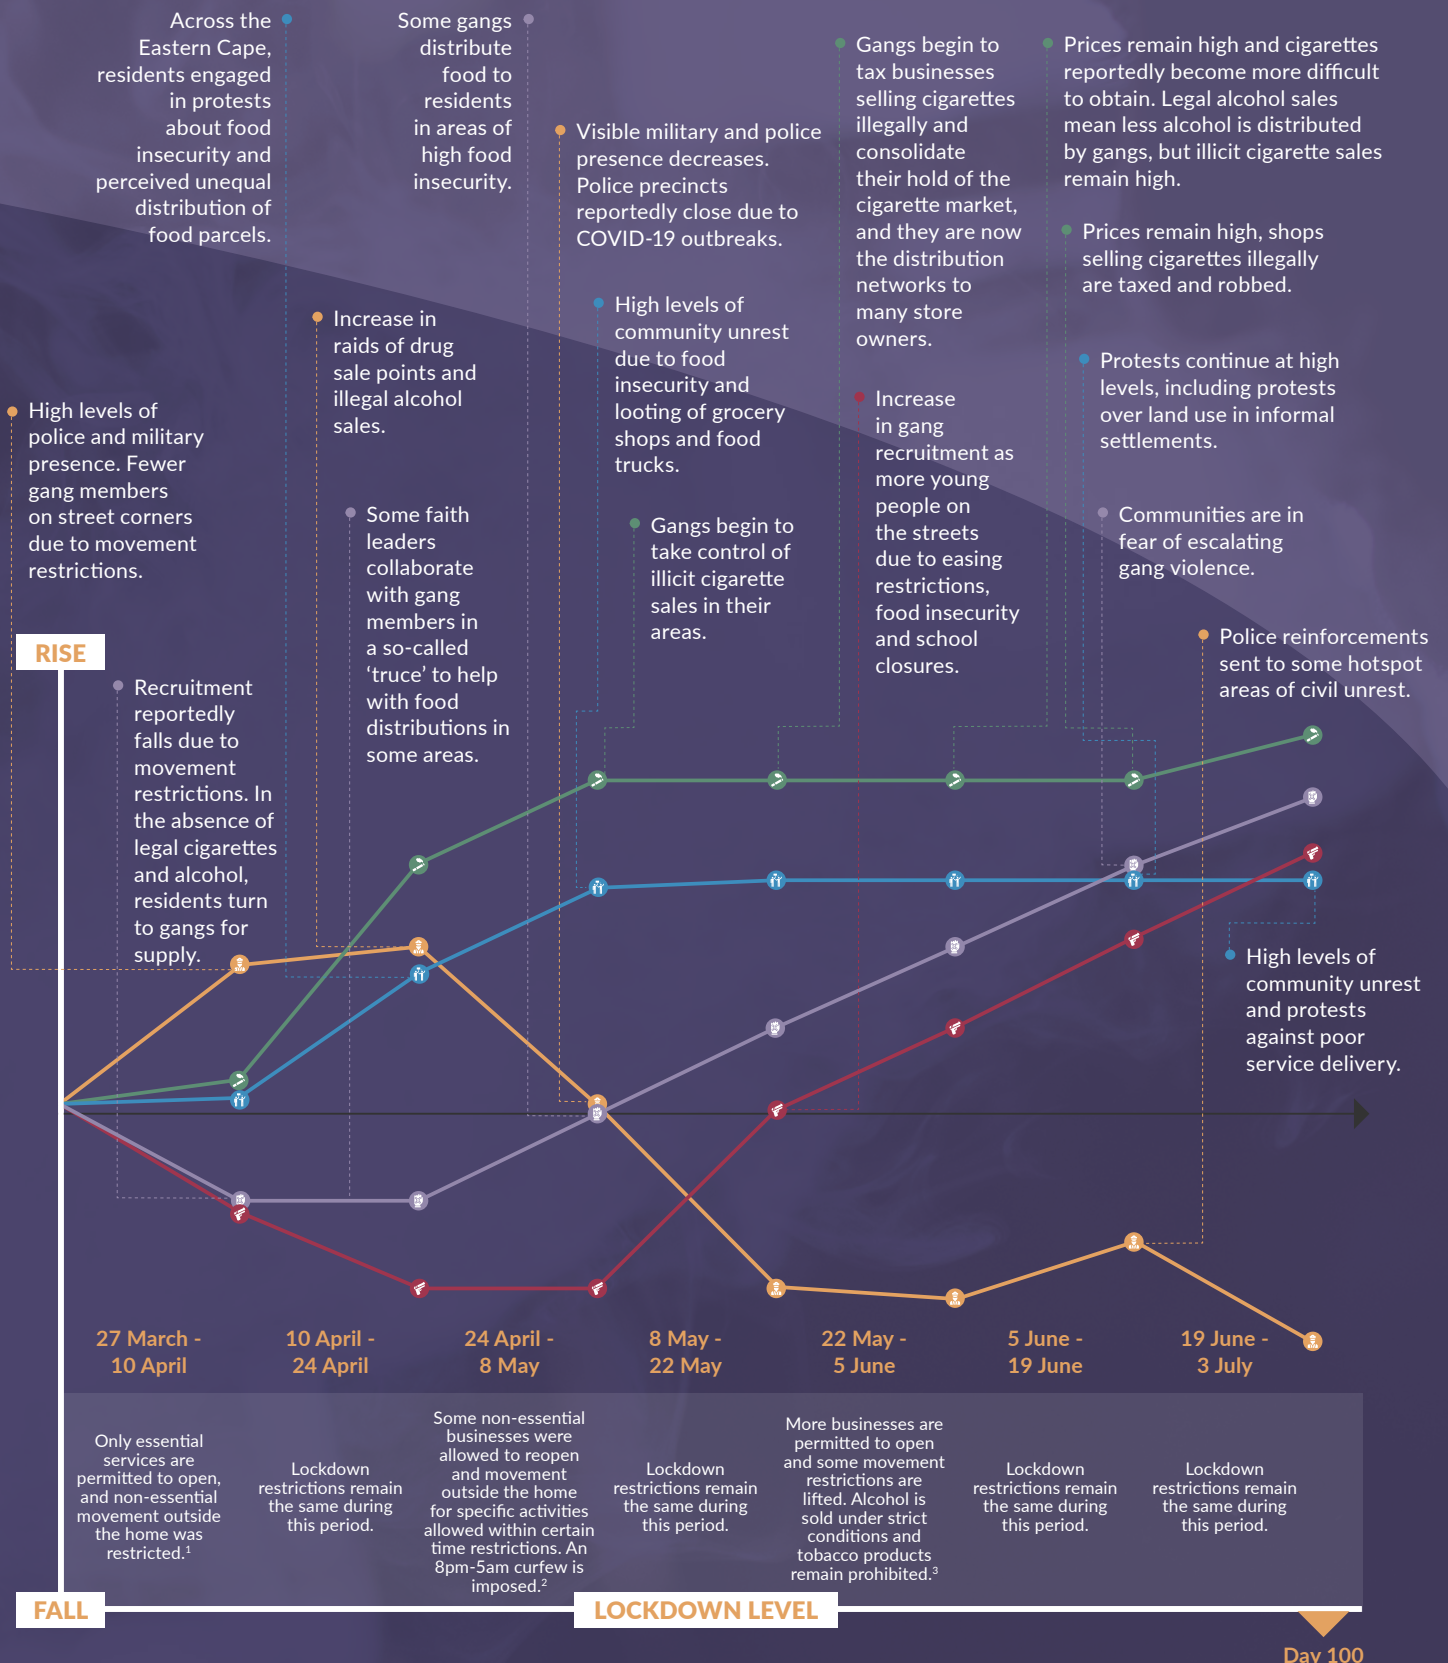 Across the
Eastern Cape,
residents engaged
in protests
about food
insecurity and
perceived unequal
distribution of
food parcels.
Some gangs
distribute
food to
residents
in areas of
high food
insecurity.
Visible military and police
presence decreases.
Police precincts
reportedly close due to
COVID-19 outbreaks.
Gangs begin to
tax businesses
selling cigarettes
illegally and
consolidate
their hold of the
cigarette market,
and they are now
the distribution
networks to
many store
owners.
Prices remain high and cigarettes
reportedly become more difficult
to obtain. Legal alcohol sales
mean less alcohol is distributed
by gangs, but illicit cigarette sales
remain high.
Prices remain high, shops
selling cigarettes illegally
are taxed and robbed.
Increase in
raids of drug
sale points and
illegal alcohol
sales.
High levels of
community unrest
due to food
insecurity and
looting of grocery
shops and food
trucks.
Protests continue at high
levels, including protests
over land use in informal
settlements.
High levels of
police and military
presence. Fewer
gang members
on street corners
due to movement
restrictions.
Increase
in gang
recruitment as
more young
people on
the streets
due to easing
restrictions,
food insecurity
and school
closures.
Some faith
leaders
collaborate
with gang
members in
a so-called
‘truce’ to help
with food
distributions in
some areas.
Gangs begin to
take control of
illicit cigarette
sales in their
areas.
Communities are in
fear of escalating
gang violence.
Police reinforcements
sent to some hotspot
areas of civil unrest.
RISE
Recruitment
reportedly
falls due to
movement
restrictions. In
the absence of
legal cigarettes
and alcohol,
residents turn
to gangs for
supply.
High levels of
community unrest
and protests
against poor
service delivery.
27 March -
10 April
10 April -
24 April
24 April -
8 May
8 May -
22 May
22 May -
5 June
5 June -
19 June
19 June -
3 July
Only essential
services are
permitted to open,
and non-essential
movement outside
the home was
restricted.1
Lockdown
restrictions remain
the same during
this period.
Some non-essential
businesses were
allowed to reopen
and movement
outside the home
for specific activities
allowed within certain
time restrictions. An
8pm-5am curfew is
imposed.2
Lockdown
restrictions remain
the same during
this period.
More businesses are
permitted to open
and some movement
restrictions are
lifted. Alcohol is
sold under strict
conditions and
tobacco products
remain prohibited.3
Lockdown
restrictions remain
the same during
this period.
Lockdown
restrictions remain
the same during
this period.
FALL
LOCKDOWN LEVEL
Day 100